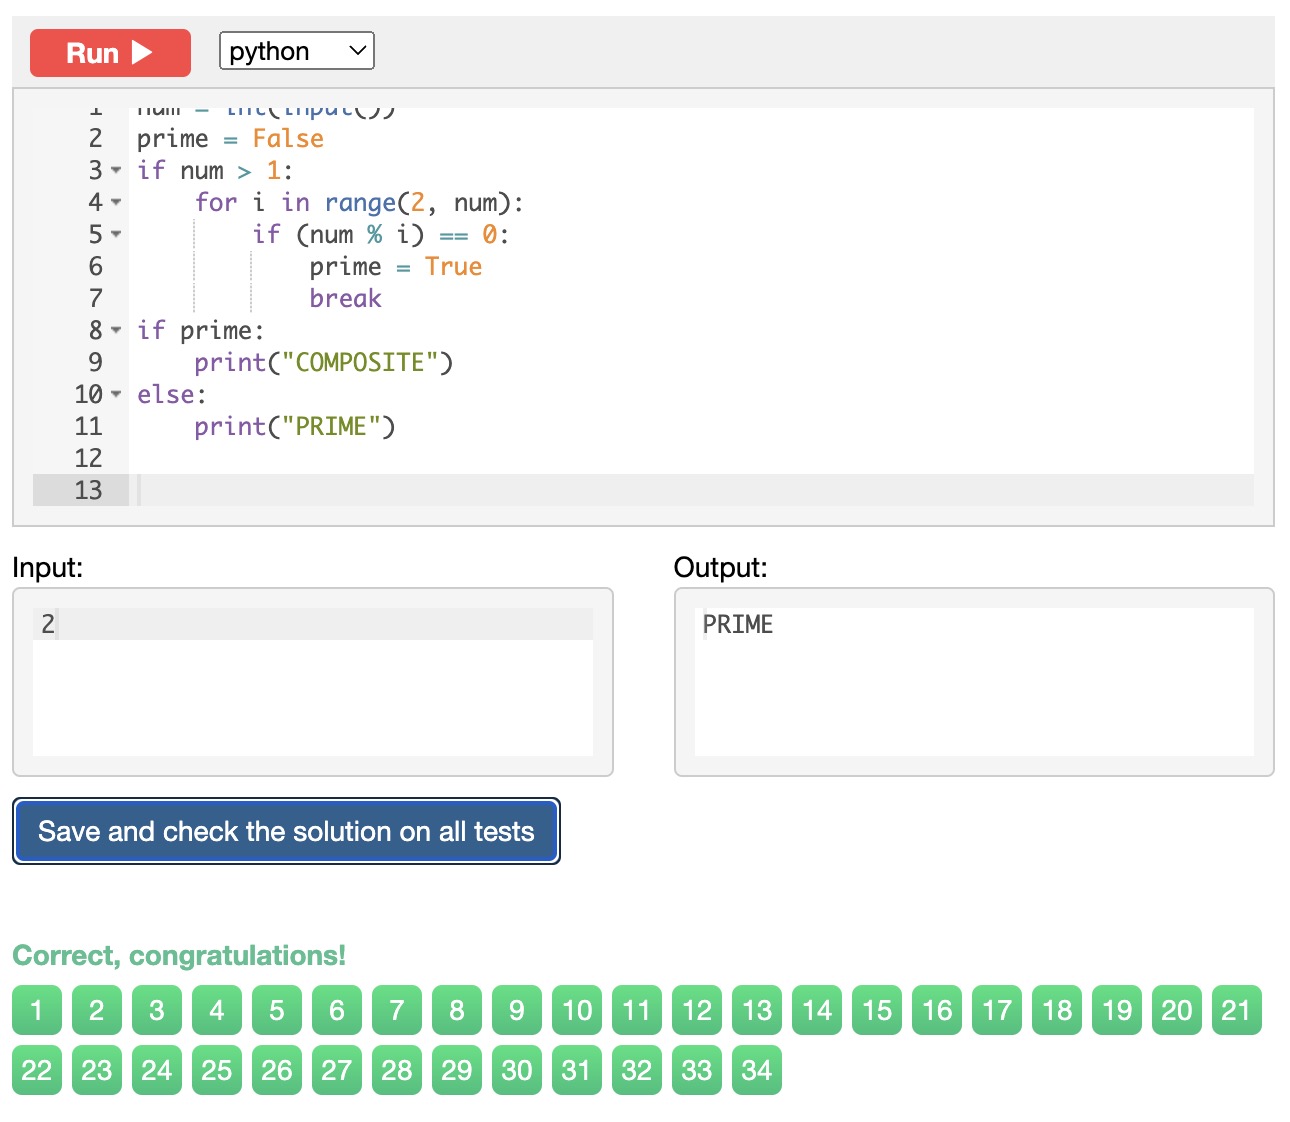 Run python
1 num = int(input())
2 prime = False
3 if num > 1:
4 for i in range(2, num):
5 if (num % i) == 0:
6 prime = True
7 break
8 if prime:
9 print("COMPOSITE")
10 else:
11 print("PRIME")
12
13
Input: Output:
2 PRIME
Save and check the solution on all tests
Correct, congratulations!
1 2 3 4 5 6 7 8 9 10 11 12 13 14 15 16 17 18 19 20 21
22 23 24 25 26 27 28 29 30 31 32 33 34